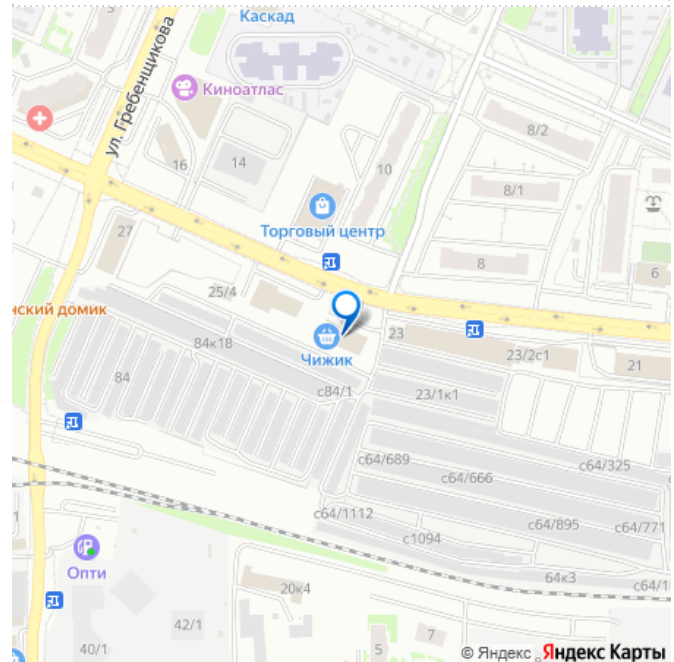 Каскад
ул. Гребенщикова
Киноатлас
8/2
16
14
10
8/1
Торговый центр
27
8
6
25/4
нский домик
84к18
Чижик
23
23/2с1
21
84
с84/1
23/1к1
с64/689
с64/325
с64/666
с64/1112
с64/895
с64/771
с1094
Опти
64к3
с64/1
20к4
42/1
7
40/1
5
© Яндекс Яндекс Карты